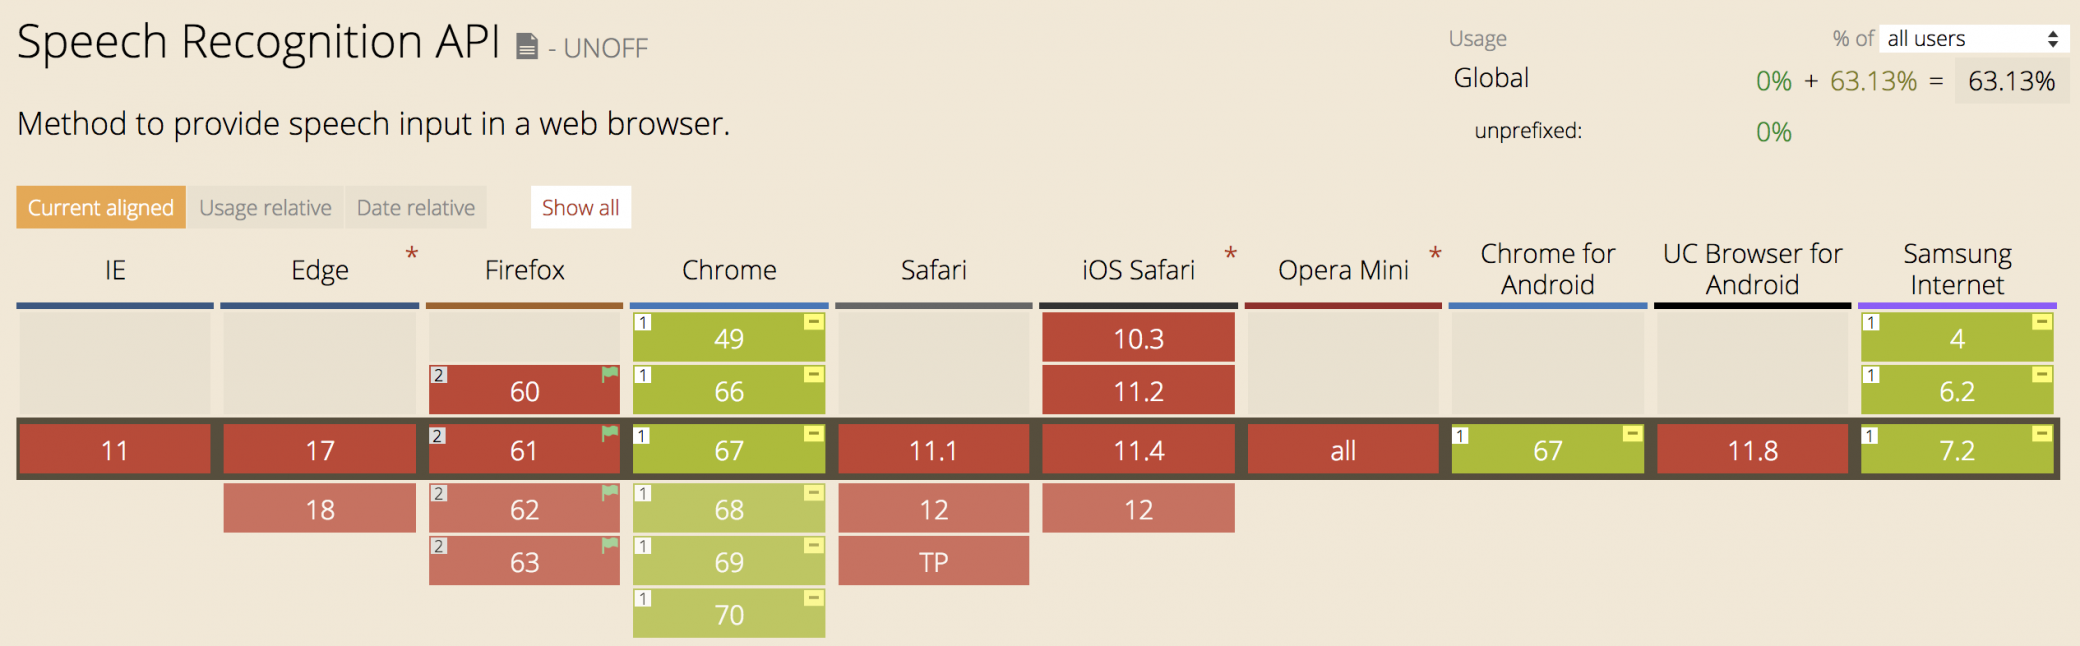 Speech Recognition API - UNOFF
Usage % of all users
Global 0% + 63.13% = 63.13%
Method to provide speech input in a web browser.
unprefixed: 0%
Current aligned Usage relative Date relative Show all
IE Edge * Firefox Chrome Safari iOS Safari * Opera Mini * Chrome for Android UC Browser for Android Samsung Internet
1 49 10.3 1 4
2 60 1 66 11.2 1 6.2
11 17 2 61 1 67 11.1 11.4 all 1 67 11.8 1 7.2
18 2 62 1 68 12 12
2 63 1 69 TP
1 70